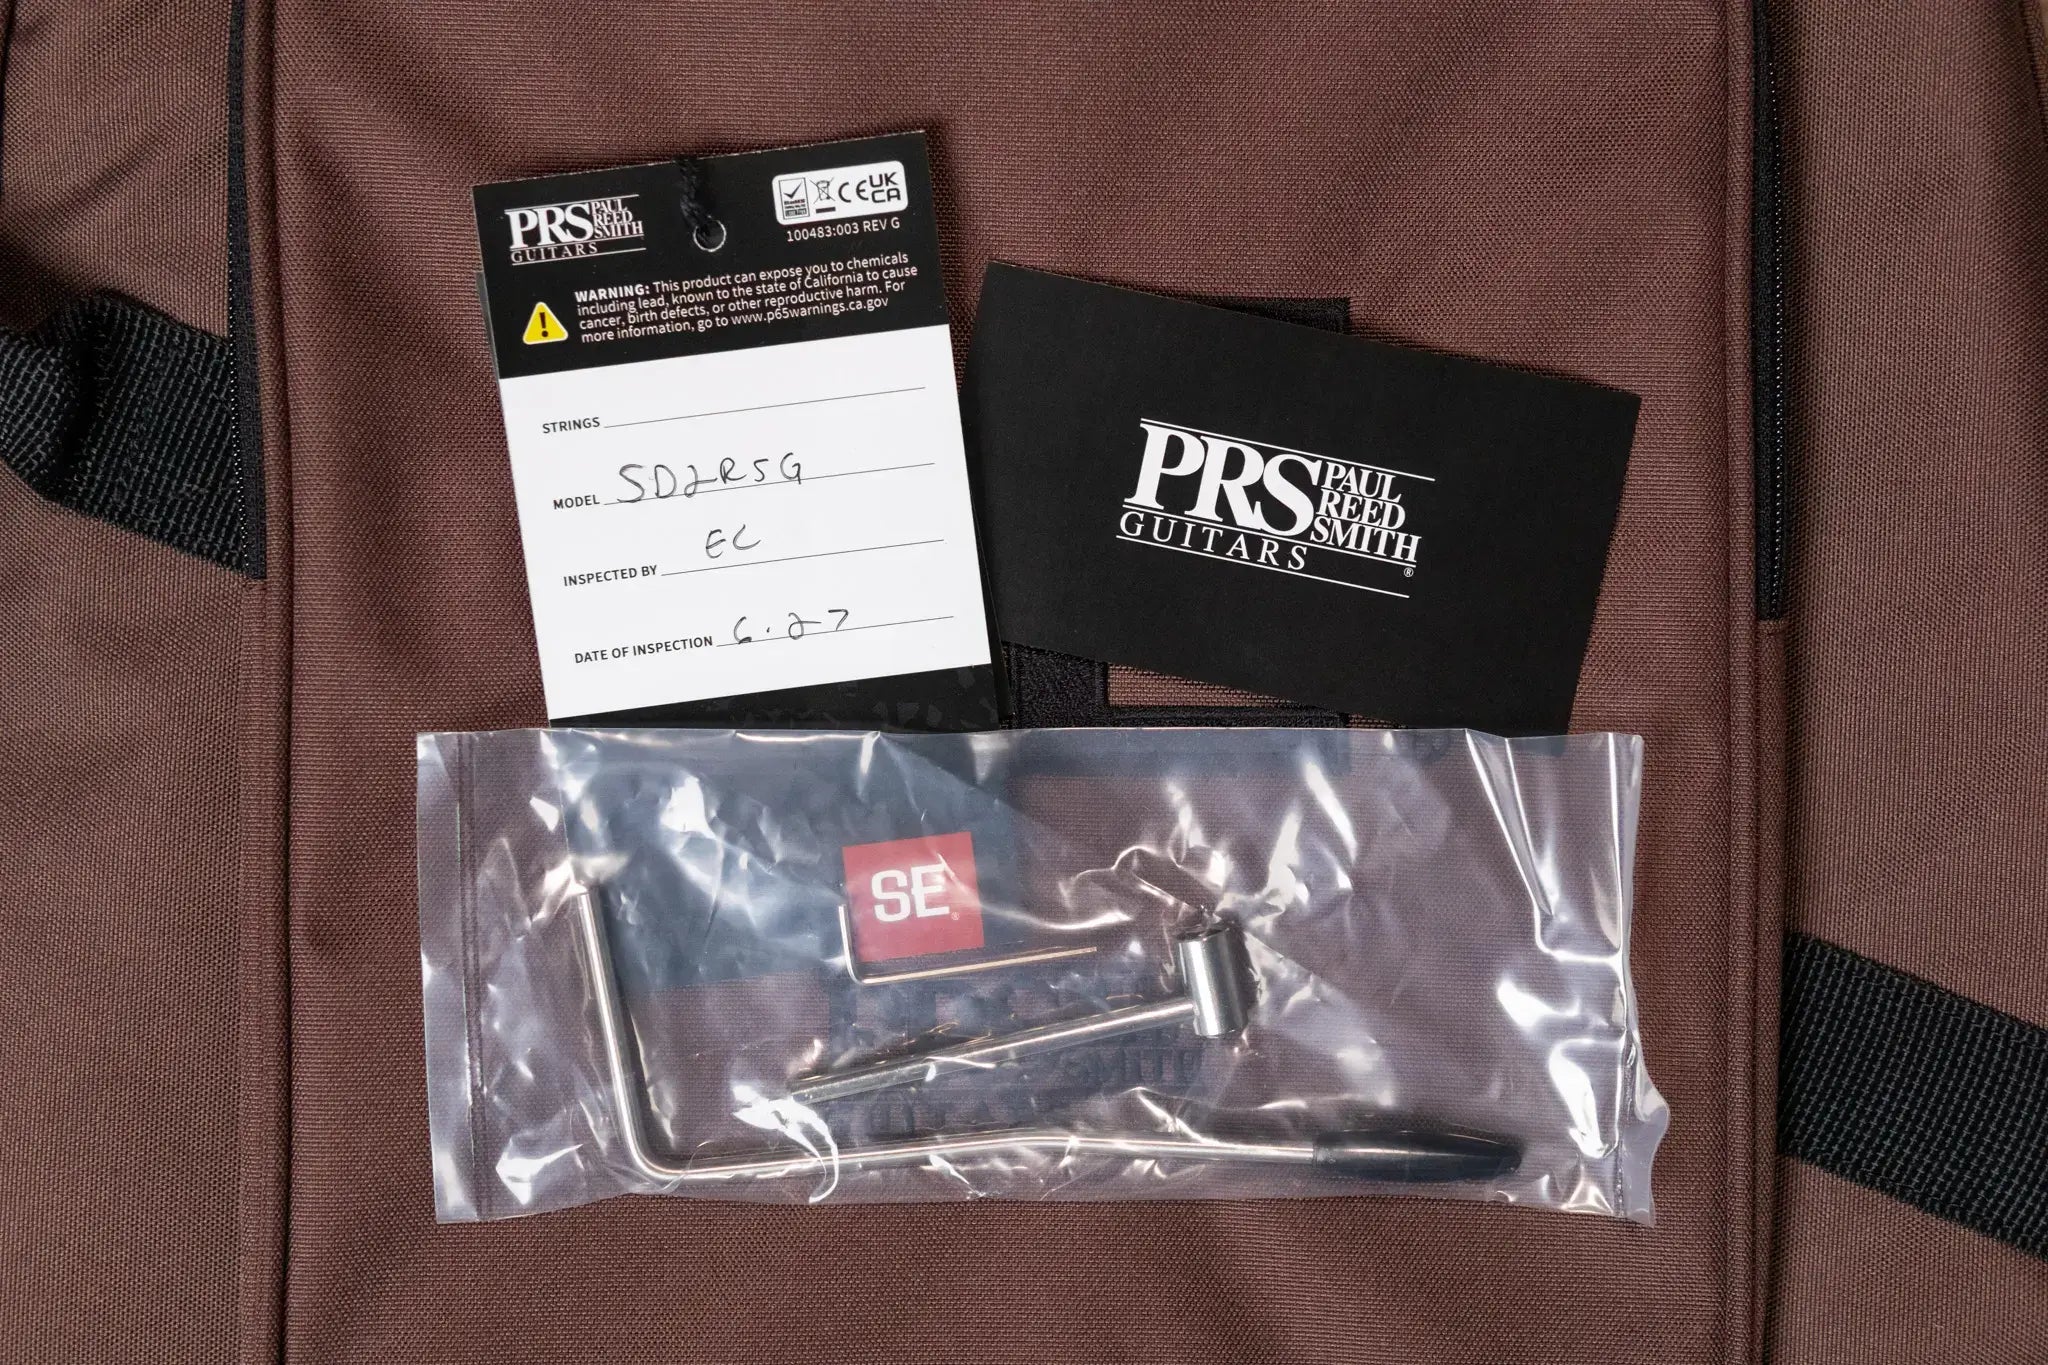 PRS PAUL REED SMITH
GUITARS
CE UK CA
100483:003 REV G
WARNING: This product can expose you to chemicals
including lead, known to the state of California to cause
cancer, birth defects, or other reproductive harm. For
more information, go to www.p65warnings.ca.gov
STRINGS
MODEL SD2R5G
INSPECTED BY EC
DATE OF INSPECTION 6.27
PRS PAUL REED SMITH
GUITARS ®
SE®